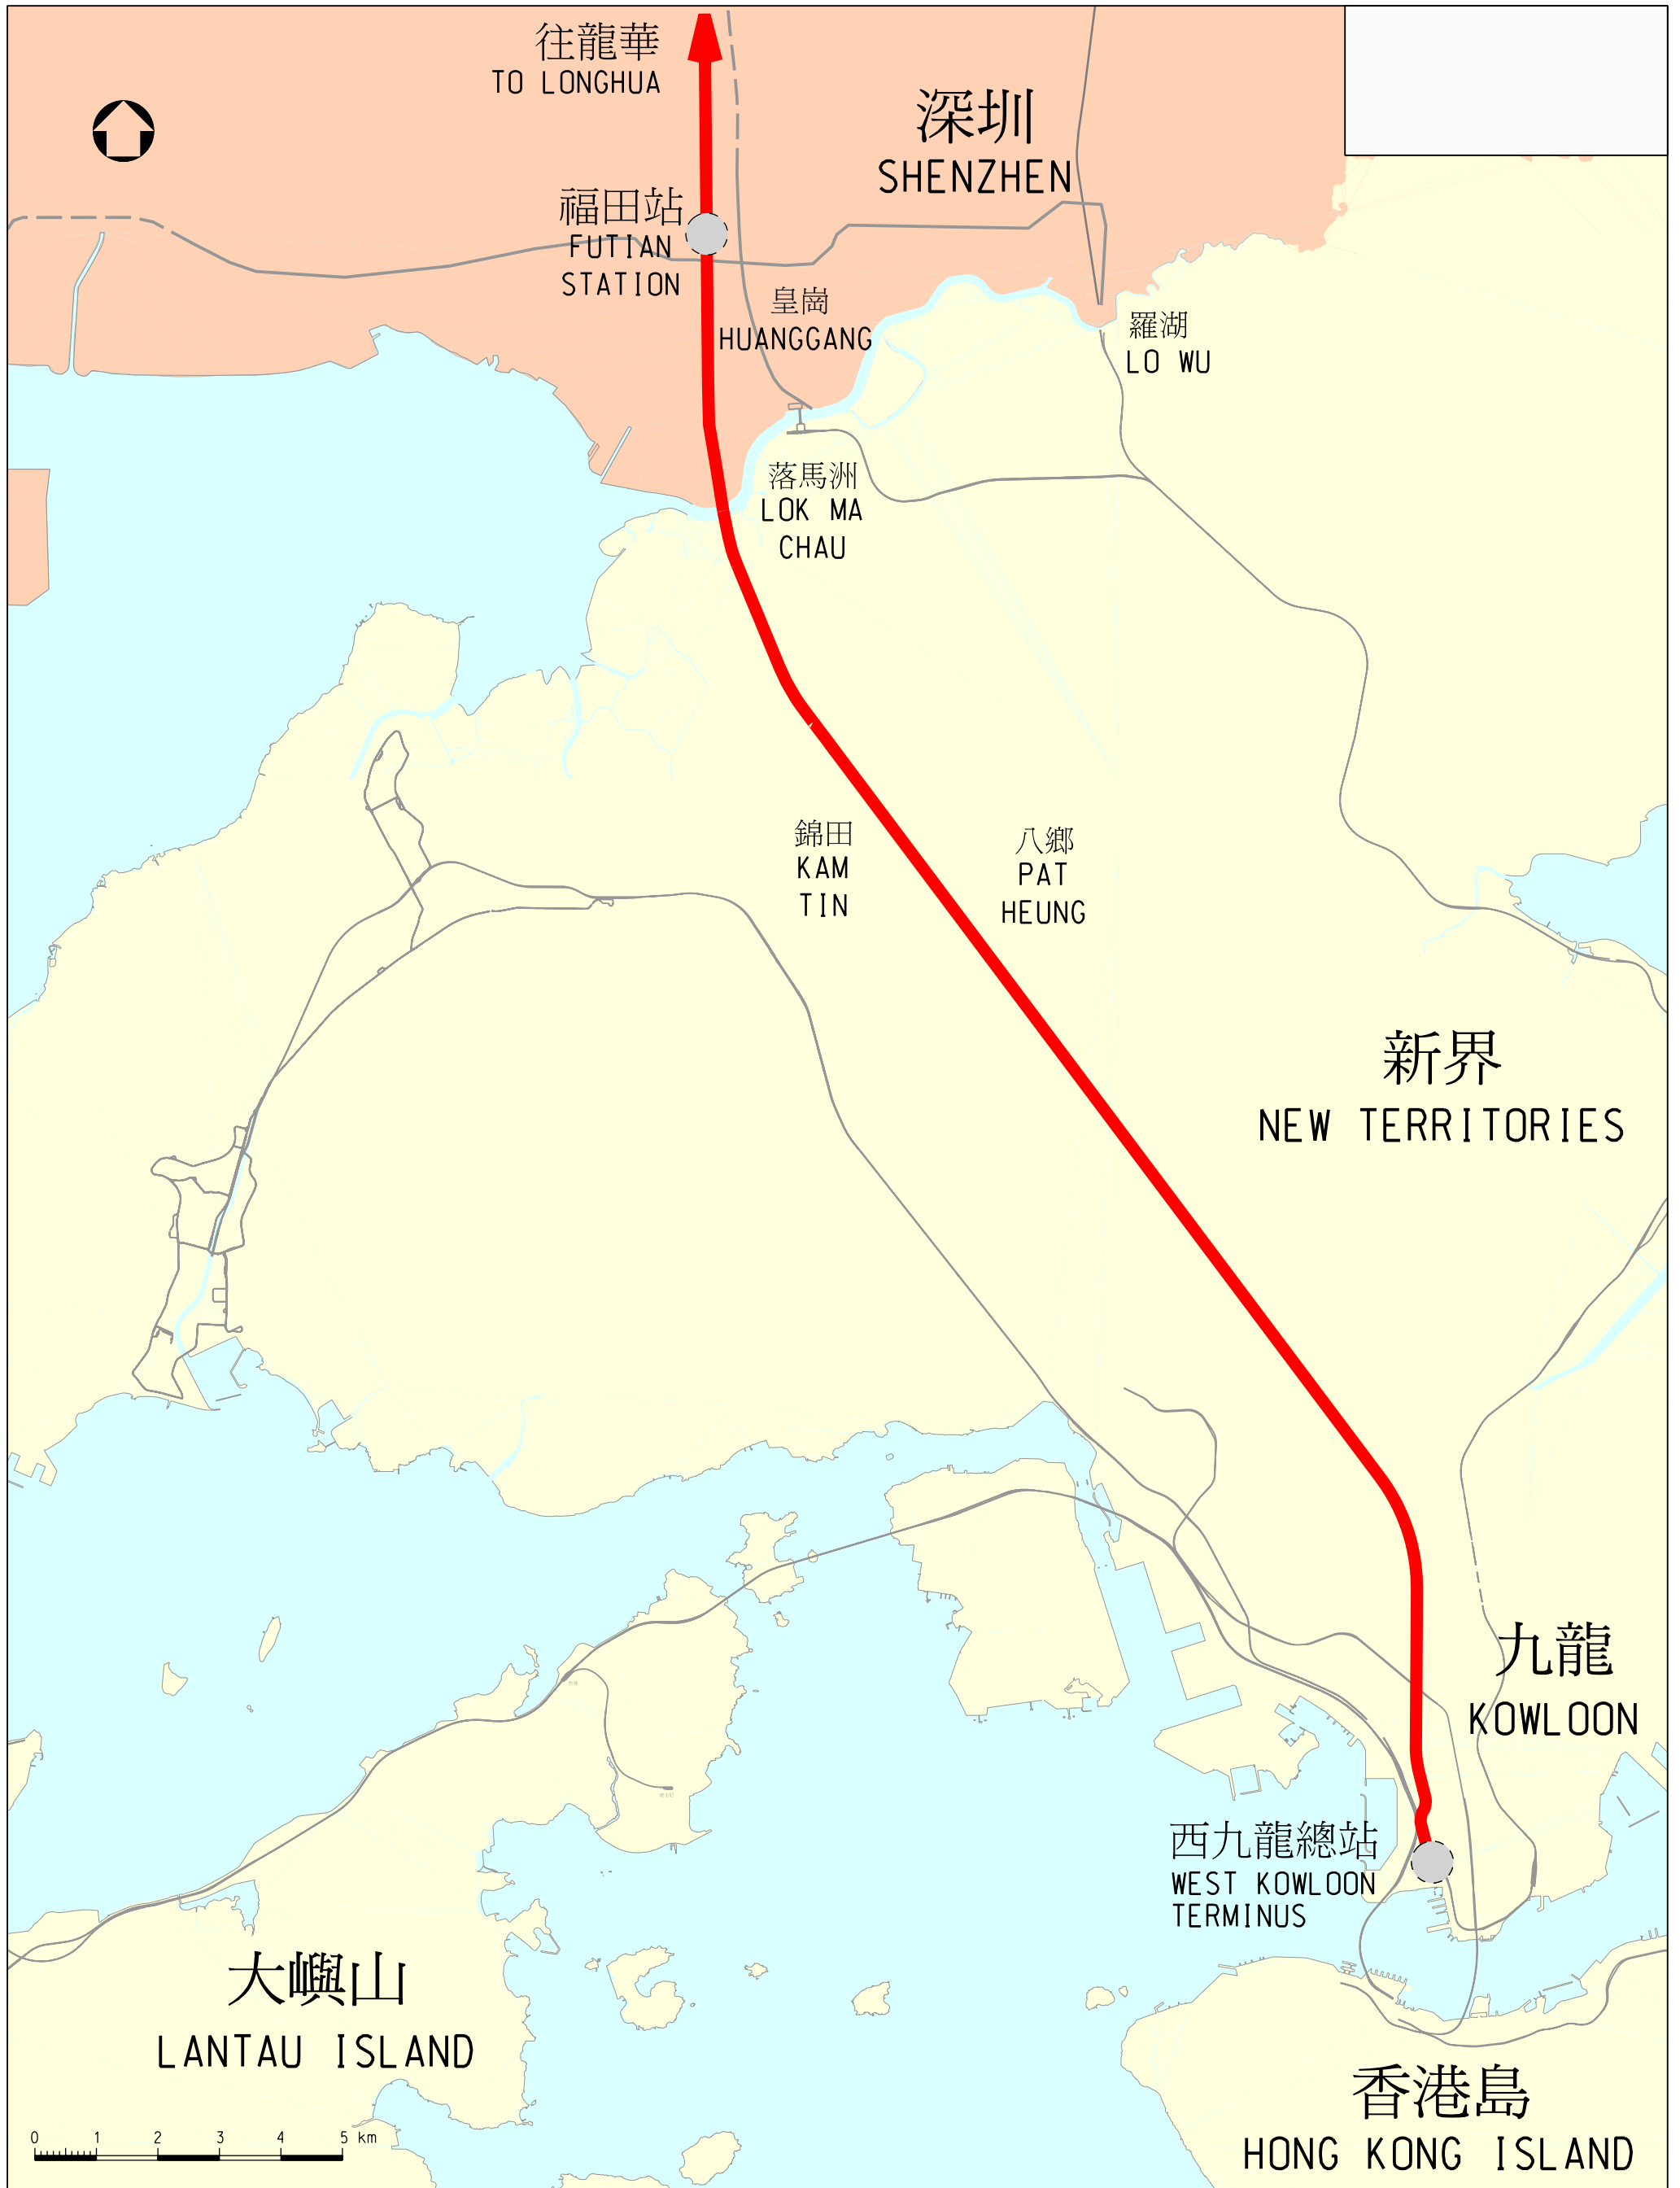 往龍華
TO LONGHUA
深圳
SHENZHEN
福田站
FUTIAN
STATION
皇崗
HUANGGANG
羅湖
LO WU
落馬洲
LOK MA
CHAU
錦田
KAM
TIN
八鄉
PAT
HEUNG
新界
NEW TERRITORIES
九龍
KOWLOON
西九龍總站
WEST KOWLOON
TERMINUS
大嶼山
LANTAU ISLAND
香港島
HONG KONG ISLAND
0 1 2 3 4 5 km